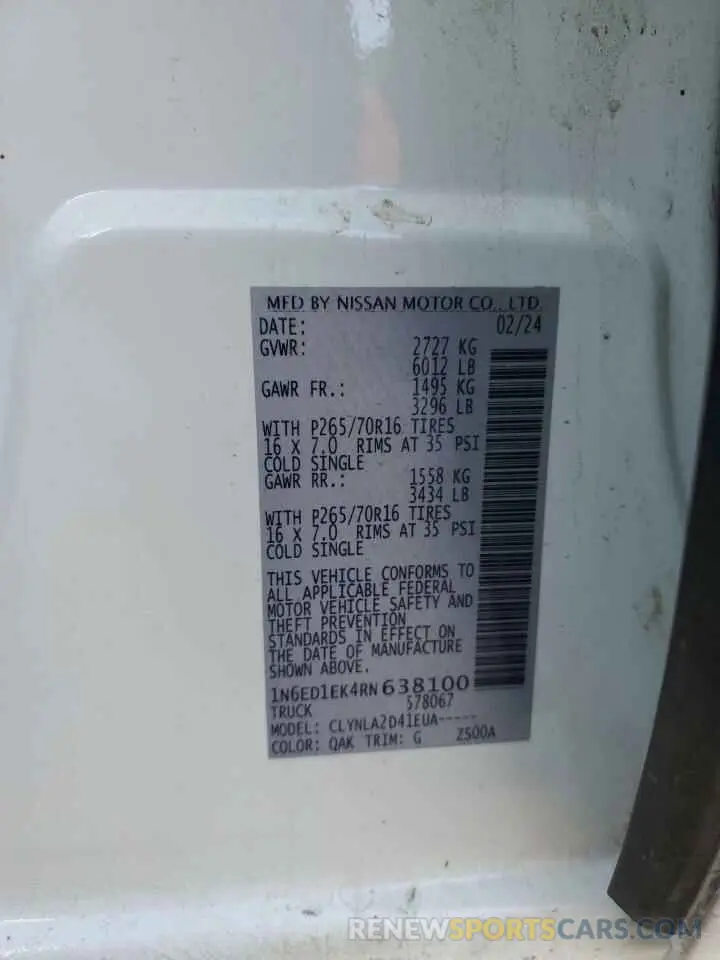 MFD BY NISSAN MOTOR CO., LTD.
DATE: 02/24
GVWR: 2727 KG
6012 LB
GAWR FR.: 1495 KG
3296 LB
WITH P265/70R16 TIRES
16 X 7.0 RIMS AT 35 PSI
COLD SINGLE
GAWR RR.: 1558 KG
3434 LB
WITH P265/70R16 TIRES
16 X 7.0 RIMS AT 35 PSI
COLD SINGLE
THIS VEHICLE CONFORMS TO
ALL APPLICABLE FEDERAL
MOTOR VEHICLE SAFETY AND
THEFT PREVENTION
STANDARDS IN EFFECT ON
THE DATE OF MANUFACTURE
SHOWN ABOVE.
1N6ED1EK4RN638100
TRUCK 578067
MODEL: CLYNLA2D41EUA-----
COLOR: QAK TRIM: G Z500A
RENEWSPORTSCARS.COM